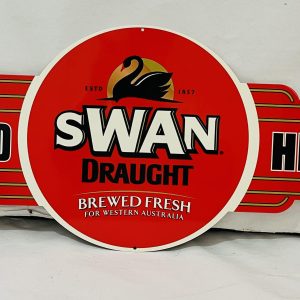 ESTD 1857
SWAN
DRAUGHT
BREWED FRESH
FOR WESTERN AUSTRALIA